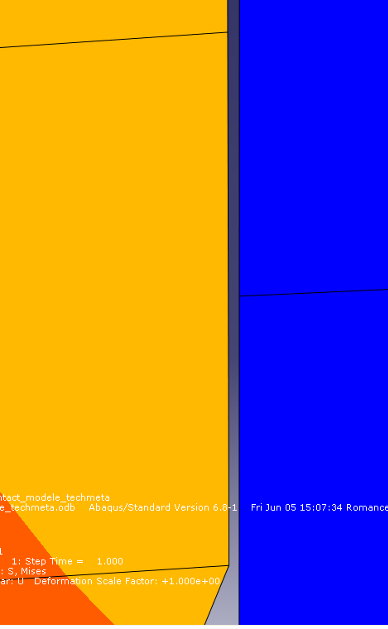 ntact_modele_techmeta
e_techmeta.odb Abaqus/Standard Version 6.8-1 Fri Jun 05 15:07:34 Romance
1
1: Step Time = 1.000
: S, Mises
ar: U Deformation Scale Factor: +1.000e+00